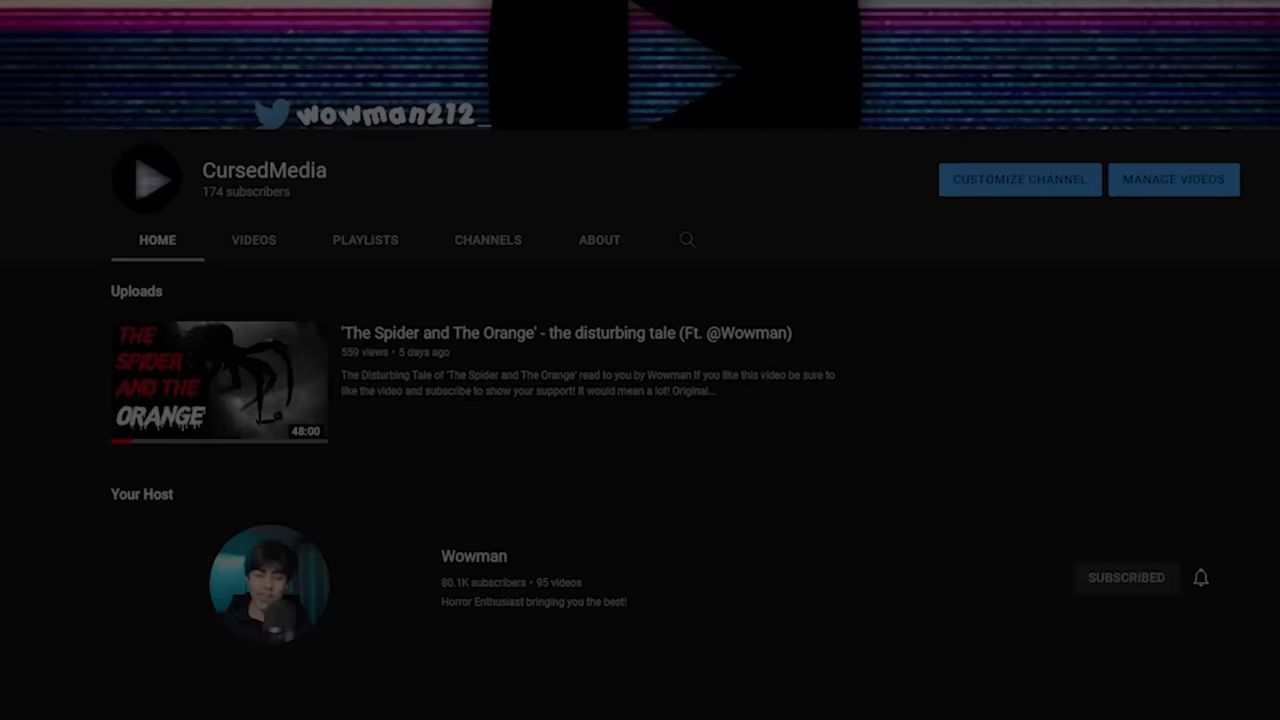 wowman212_
CursedMedia
174 subscribers
CUSTOMIZE CHANNEL
MANAGE VIDEOS
HOME
VIDEOS
PLAYLISTS
CHANNELS
ABOUT
Uploads
THE
SPIDER
AND THE
ORANGE
48:00
'The Spider and The Orange' - the disturbing tale (Ft. @Wowman)
559 views • 5 days ago
The Disturbing Tale of 'The Spider and The Orange' read to you by Wowman If you like this video be sure to
like the video and subscribe to show your support! It would mean a lot! Original...
Your Host
Wowman
80.1K subscribers • 95 videos
Horror Enthusiast bringing you the best!
SUBSCRIBED